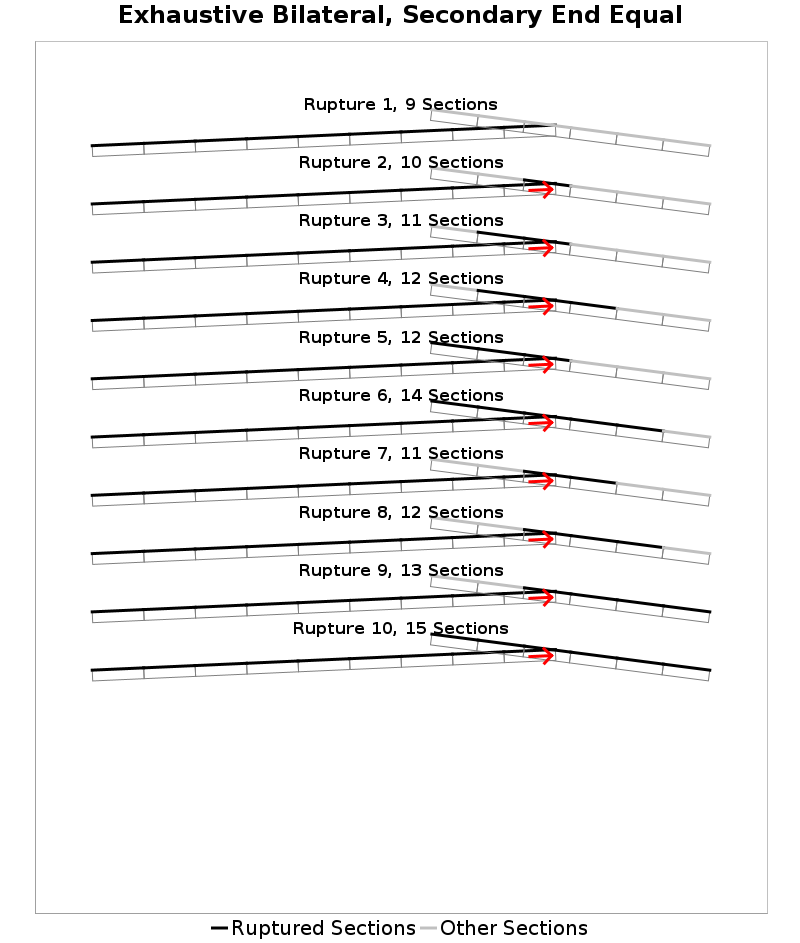 Exhaustive Bilateral, Secondary End Equal
Rupture 1, 9 Sections
Rupture 2, 10 Sections
Rupture 3, 11 Sections
Rupture 4, 12 Sections
Rupture 5, 12 Sections
Rupture 6, 14 Sections
Rupture 7, 11 Sections
Rupture 8, 12 Sections
Rupture 9, 13 Sections
Rupture 10, 15 Sections
Ruptured Sections Other Sections